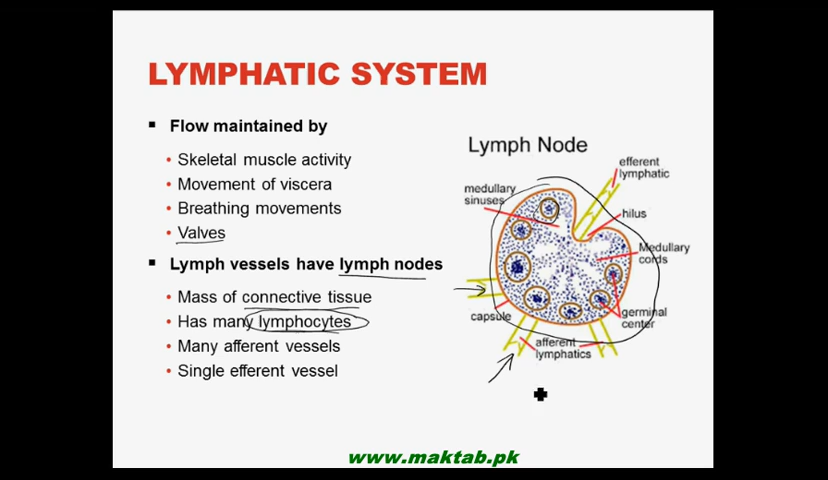 LYMPHATIC SYSTEM
▪ Flow maintained by
• Skeletal muscle activity
• Movement of viscera
• Breathing movements
• Valves
▪ Lymph vessels have lymph nodes
• Mass of connective tissue
• Has many lymphocytes
• Many afferent vessels
• Single efferent vessel
Lymph Node
efferent
lymphatic
medullary
sinuses
hilus
Medullary
cords
capsule
germinal
center
afferent
lymphatics
www.maktab.pk